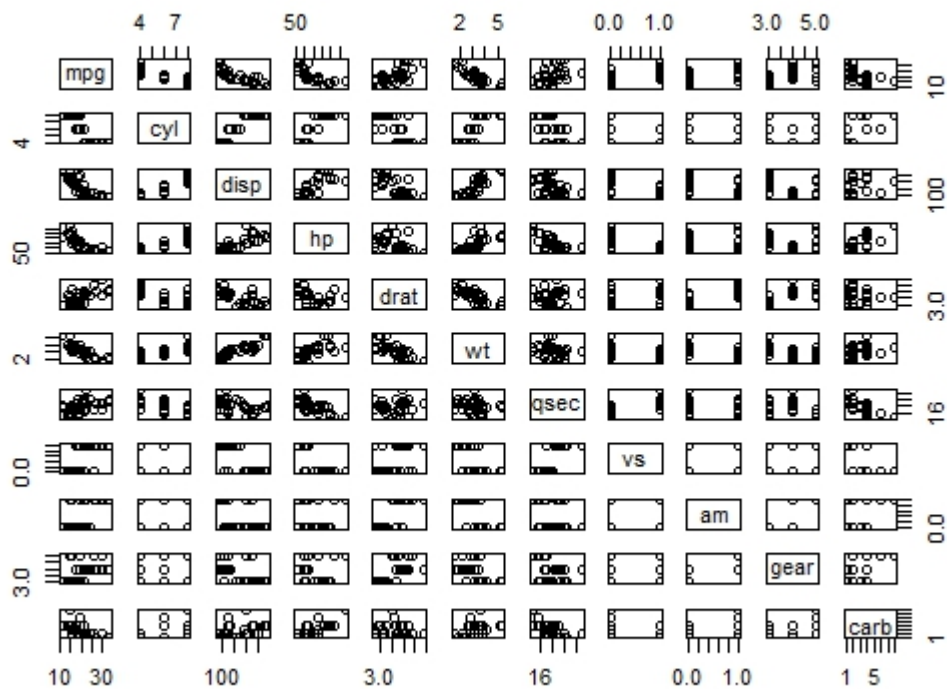 4 7 50 2 5 0.0 1.0 3.0 5.0
mpg 10
4 cyl
disp 100
50 hp
drat 3.0
2 wt
qsec 16
0.0 vs
am 0.0
3.0 gear
carb 1
10 30 100 3.0 16 0.0 1.0 1 5